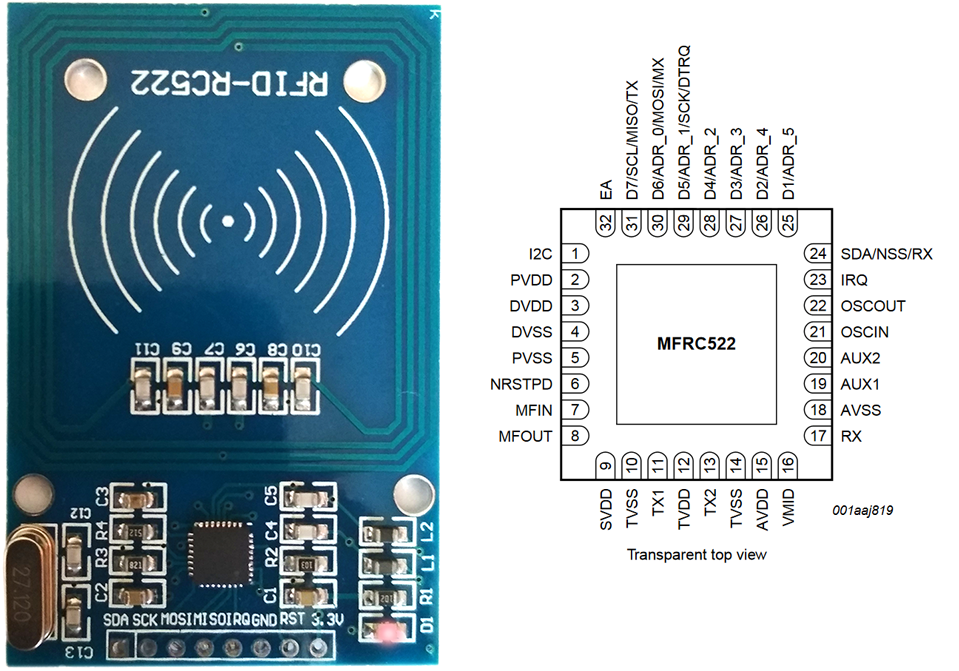 RFID-RC522
C11 C9 C7 C6 C8 C10
C3
C5
C12
R4
512
C4
L2
R3
R2
103
L1
27.120
C2
C1
R1
102
D1
SDA SCK MOSI MISO IRQ GND RST 3.3V
C13
EA
D7/SCL/MISO/TX
D6/ADR_0/MOSI/MX
D5/ADR_1/SCK/DTRQ
D4/ADR_2
D3/ADR_3
D2/ADR_4
D1/ADR_5
32 31 30 29 28 27 26 25
I2C 1
PVDD 2
DVDD 3
DVSS 4
PVSS 5
NRSTPD 6
MFIN 7
MFOUT 8
MFRC522
24 SDA/NSS/RX
23 IRQ
22 OSCOUT
21 OSCIN
20 AUX2
19 AUX1
18 AVSS
17 RX
9 10 11 12 13 14 15 16
SVDD
TVSS
TX1
TVDD
TX2
TVSS
AVDD
VMID
001aaj819
Transparent top view